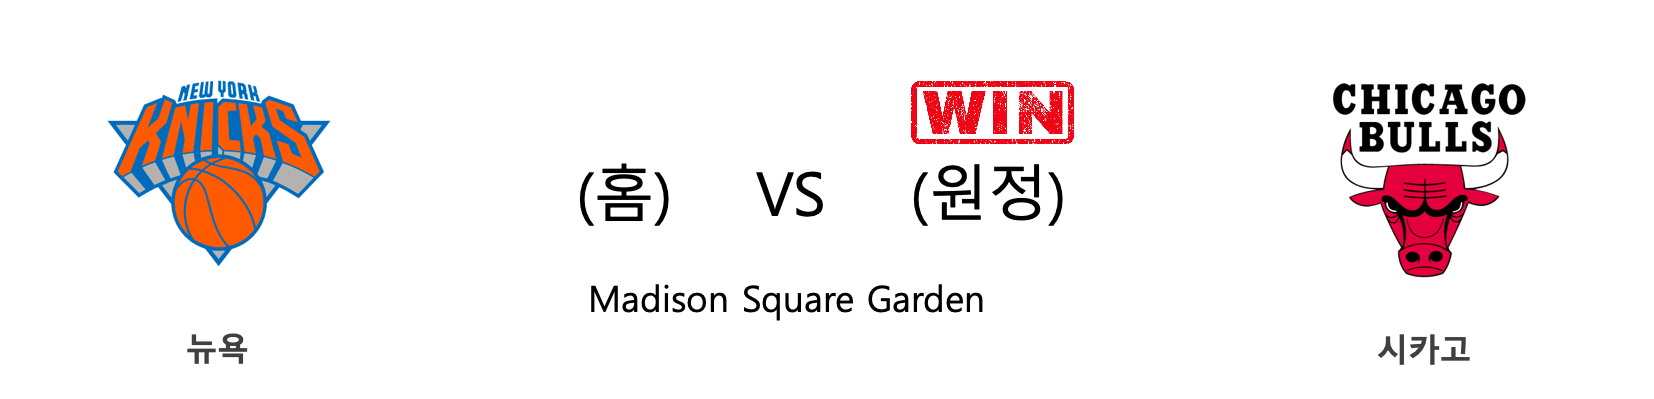 NEW YORK
KNICKS
WIN
(홈) VS (원정)
Madison Square Garden
뉴욕
CHICAGO
BULLS
시카고